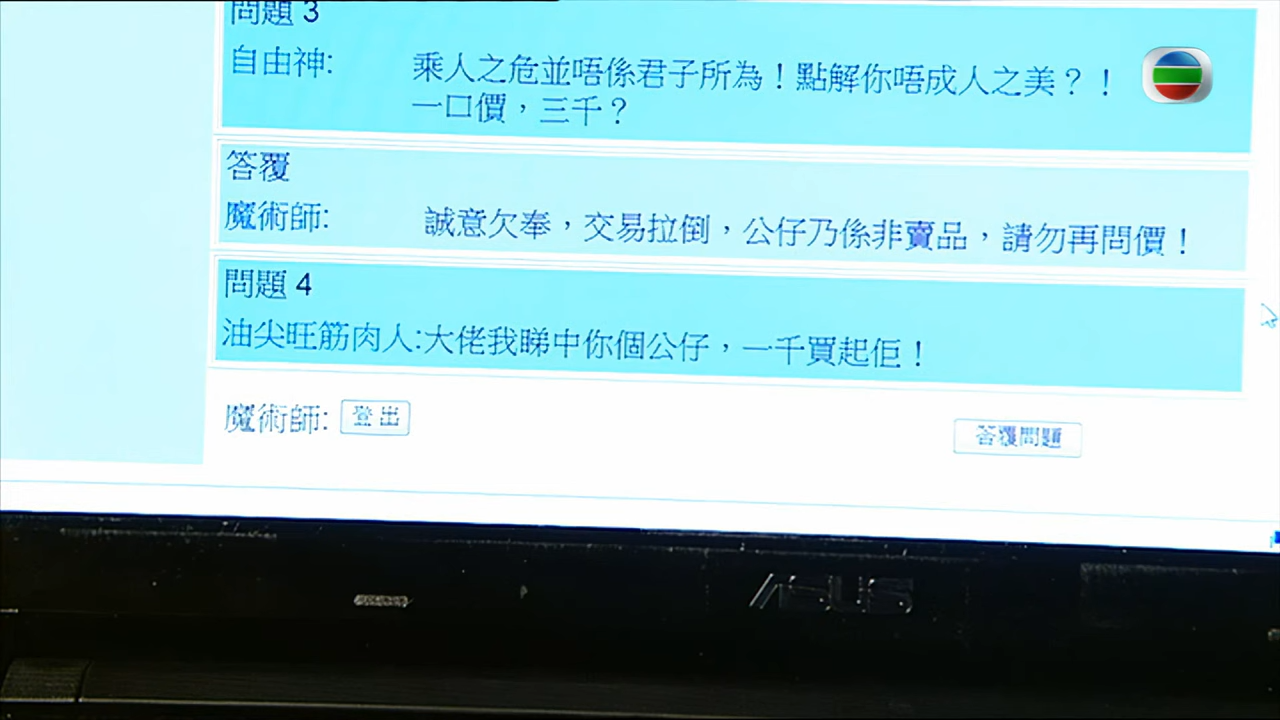 問題 3
自由神: 乘人之危並唔係君子所為！點解你唔成人之美？！
一口價，三千？
答覆
魔術師: 誠意欠奉，交易拉倒，公仔乃係非賣品，請勿再問價！
問題 4
油尖旺筋肉人:大佬我睇中你個公仔，一千買起佢！
魔術師: 登出
答覆問題
ASUS